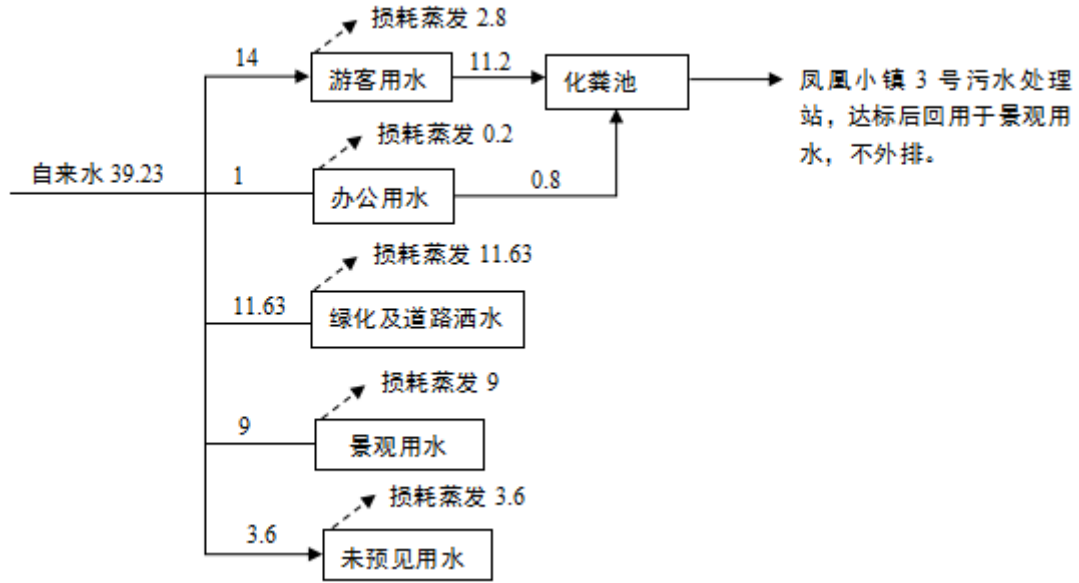 损耗蒸发 2.8
14
游客用水
11.2
化粪池
凤凰小镇 3 号污水处理
站，达标后回用于景观用
水，不外排。
损耗蒸发 0.2
自来水 39.23
1
办公用水
0.8
损耗蒸发 11.63
11.63
绿化及道路洒水
损耗蒸发 9
9
景观用水
损耗蒸发 3.6
3.6
未预见用水